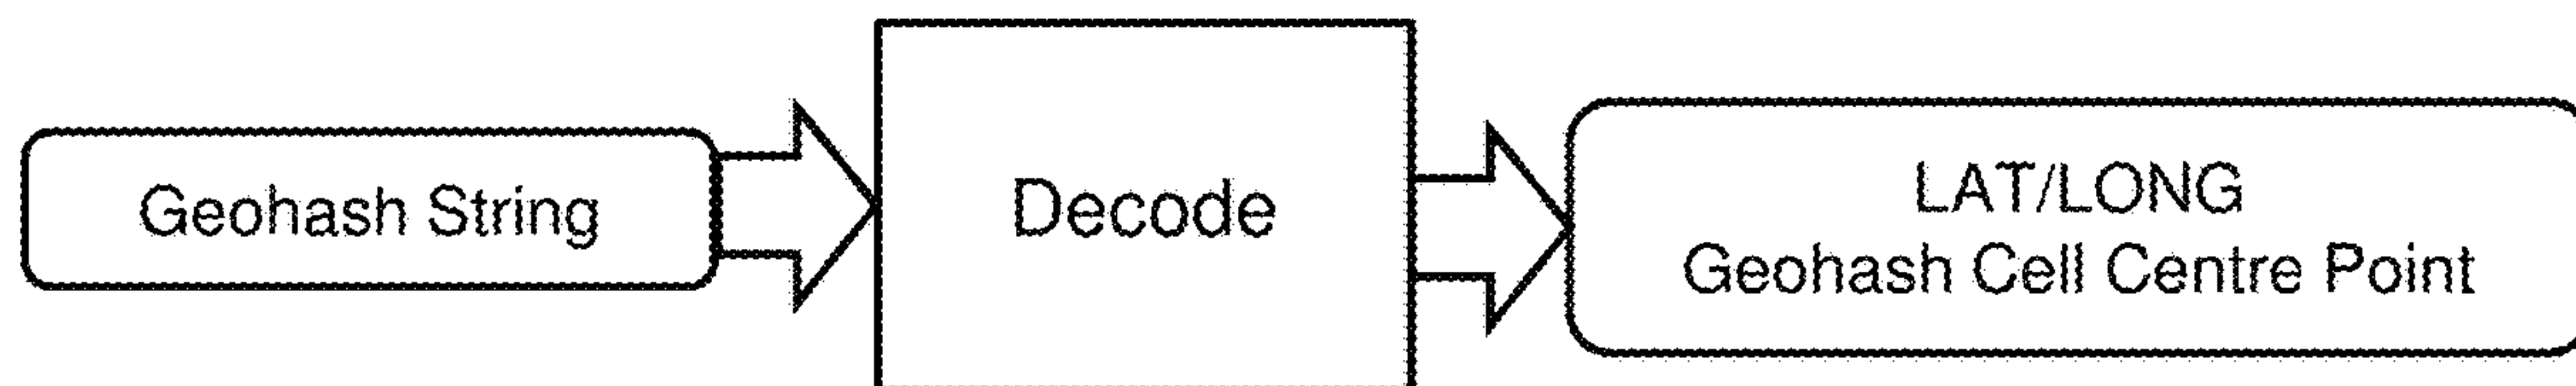 Geohash String
Decode
LAT/LONG
Geohash Cell Centre Point